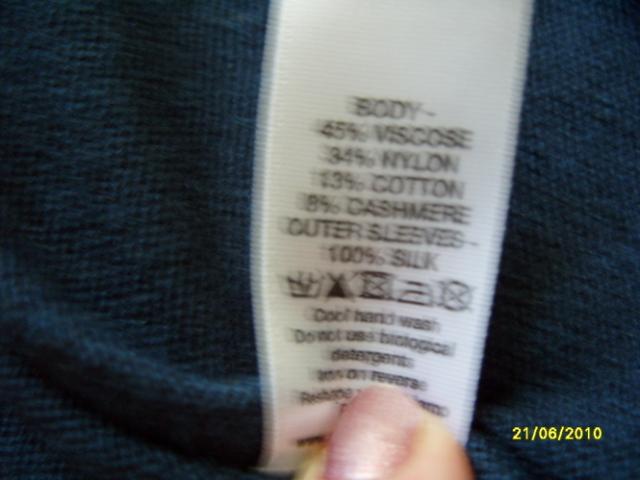 BODY-
45% VISCOSE
34% NYLON
13% COTTON
8% CASHMERE
OUTER SLEEVES-
100% SILK
Cool hand wash
Do not use biological
detergents
Iron on reverse
21/06/2010